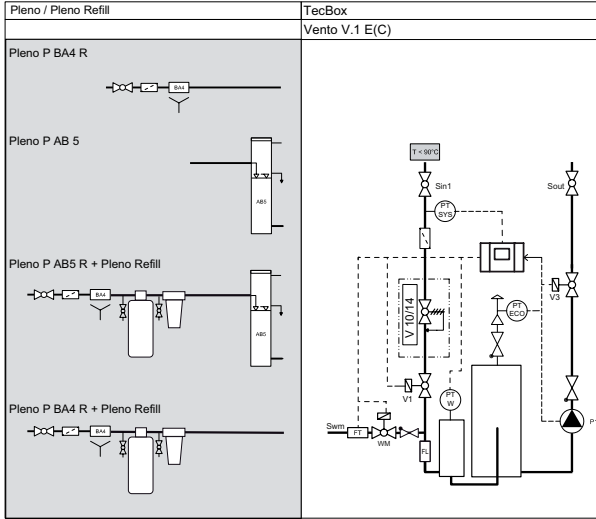 Pleno / Pleno Refill
TecBox
Vento V.1 E(C)
Pleno P BA4 R
BA4
Pleno P AB 5
AB5
Pleno P AB5 R + Pleno Refill
BA4
AB5
Pleno P BA4 R + Pleno Refill
BA4
T < 90°C
Sin1
Sout
PT
SYS
V3
PT
ECO
V 10/14
V1
PT
W
Swm
FT
WM
FL